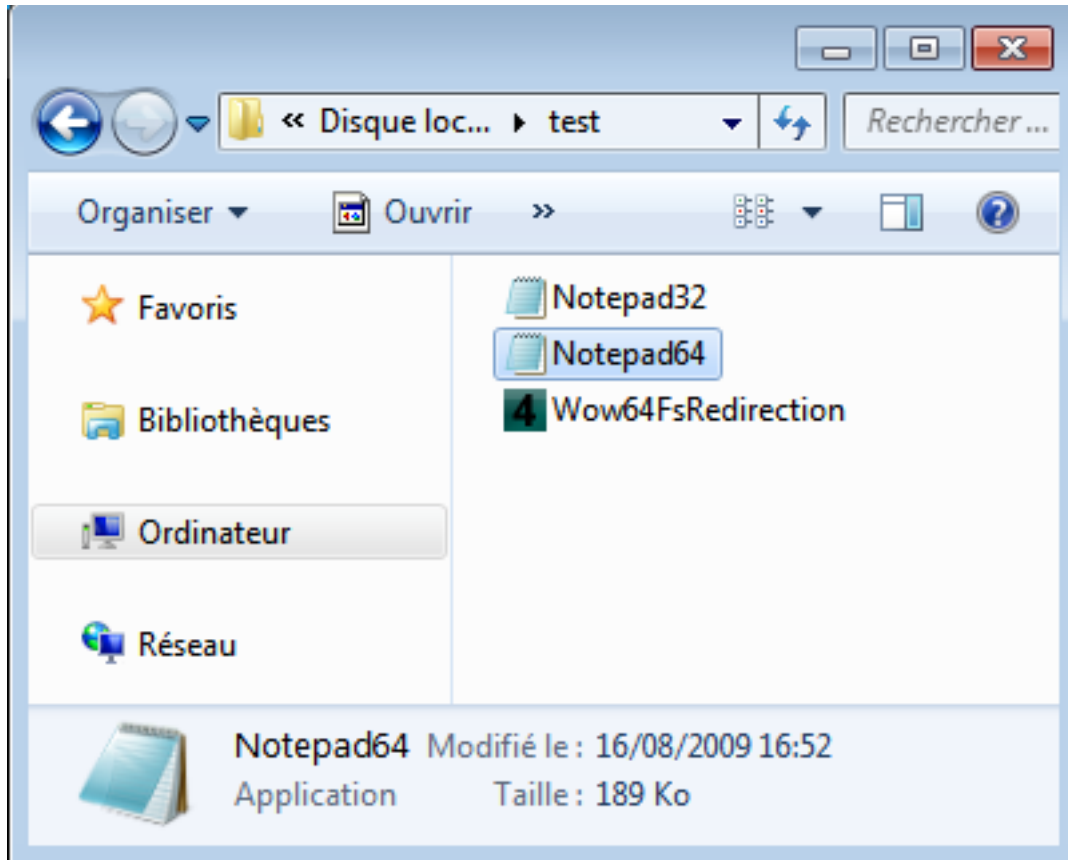 « Disque loc... ▸ test
Rechercher ...
Organiser
Ouvrir
»
Favoris
Bibliothèques
Ordinateur
Réseau
Notepad32
Notepad64
4 Wow64FsRedirection
Notepad64 Modifié le : 16/08/2009 16:52
Application Taille : 189 Ko